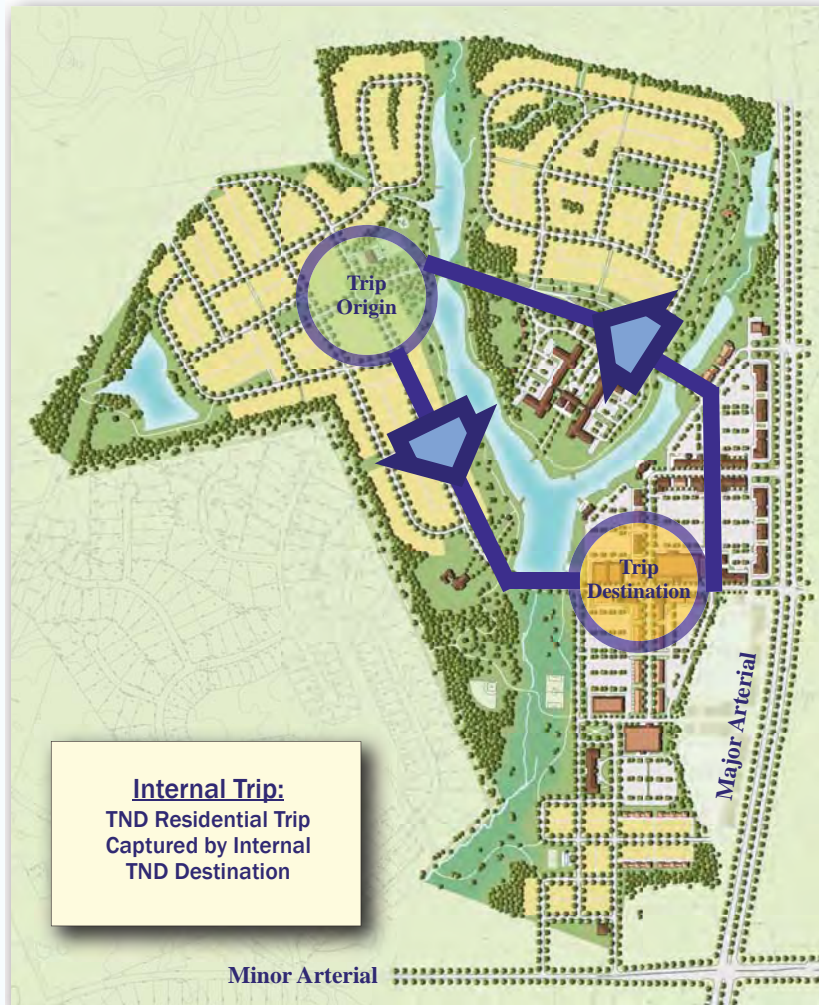 Trip
Origin
Trip
Destination
Major Arterial
Internal Trip:
TND Residential Trip
Captured by Internal
TND Destination
Minor Arterial